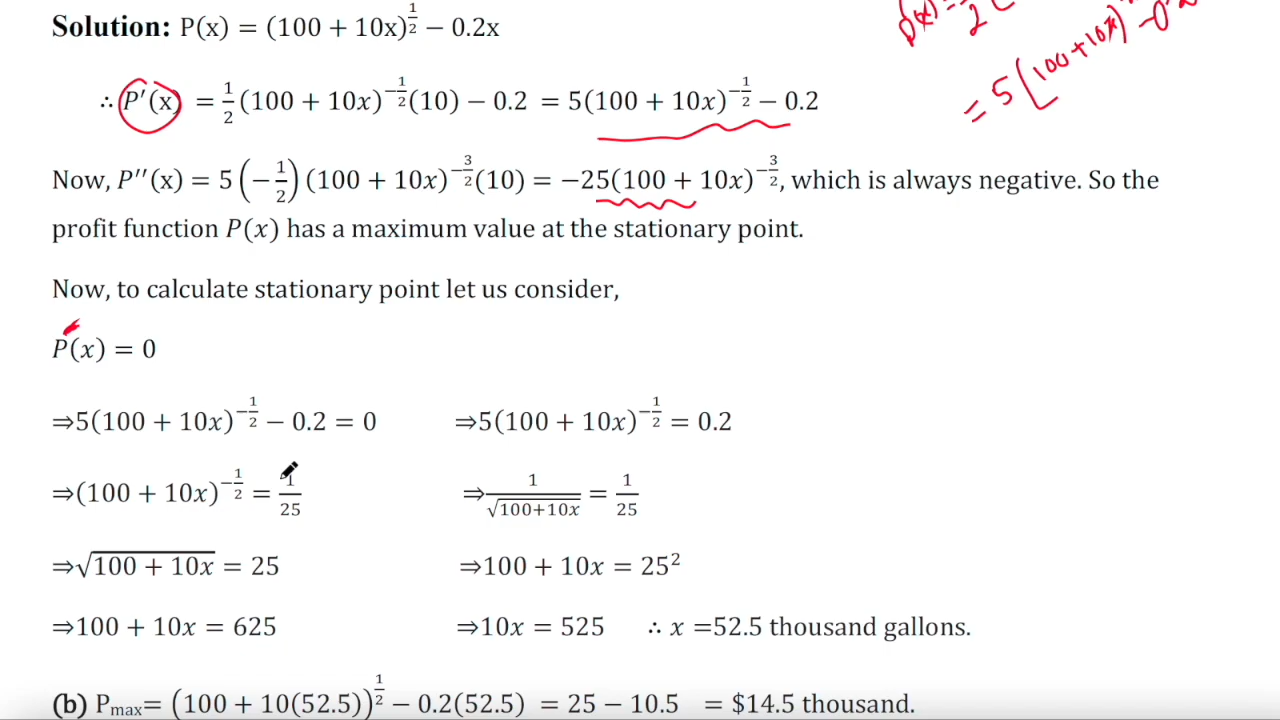 Solution: P(x) = (100 + 10x)^{1/2} − 0.2x
∴ P′(x) = 1/2 (100 + 10x)^{−1/2}(10) − 0.2 = 5(100 + 10x)^{−1/2} − 0.2
= 5[100+10x)
Now, P″(x) = 5(−1/2)(100 + 10x)^{−3/2}(10) = −25(100 + 10x)^{−3/2}, which is always negative. So the
profit function P(x) has a maximum value at the stationary point.
Now, to calculate stationary point let us consider,
P′(x) = 0
⇒5(100 + 10x)^{−1/2} − 0.2 = 0 ⇒5(100 + 10x)^{−1/2} = 0.2
⇒(100 + 10x)^{−1/2} = 1/25 ⇒1/√(100+10x) = 1/25
⇒√(100 + 10x) = 25 ⇒100 + 10x = 25²
⇒100 + 10x = 625 ⇒10x = 525 ∴ x =52.5 thousand gallons.
(b) P_{max}= (100 + 10(52.5))^{1/2} − 0.2(52.5) = 25 − 10.5 = $14.5 thousand.